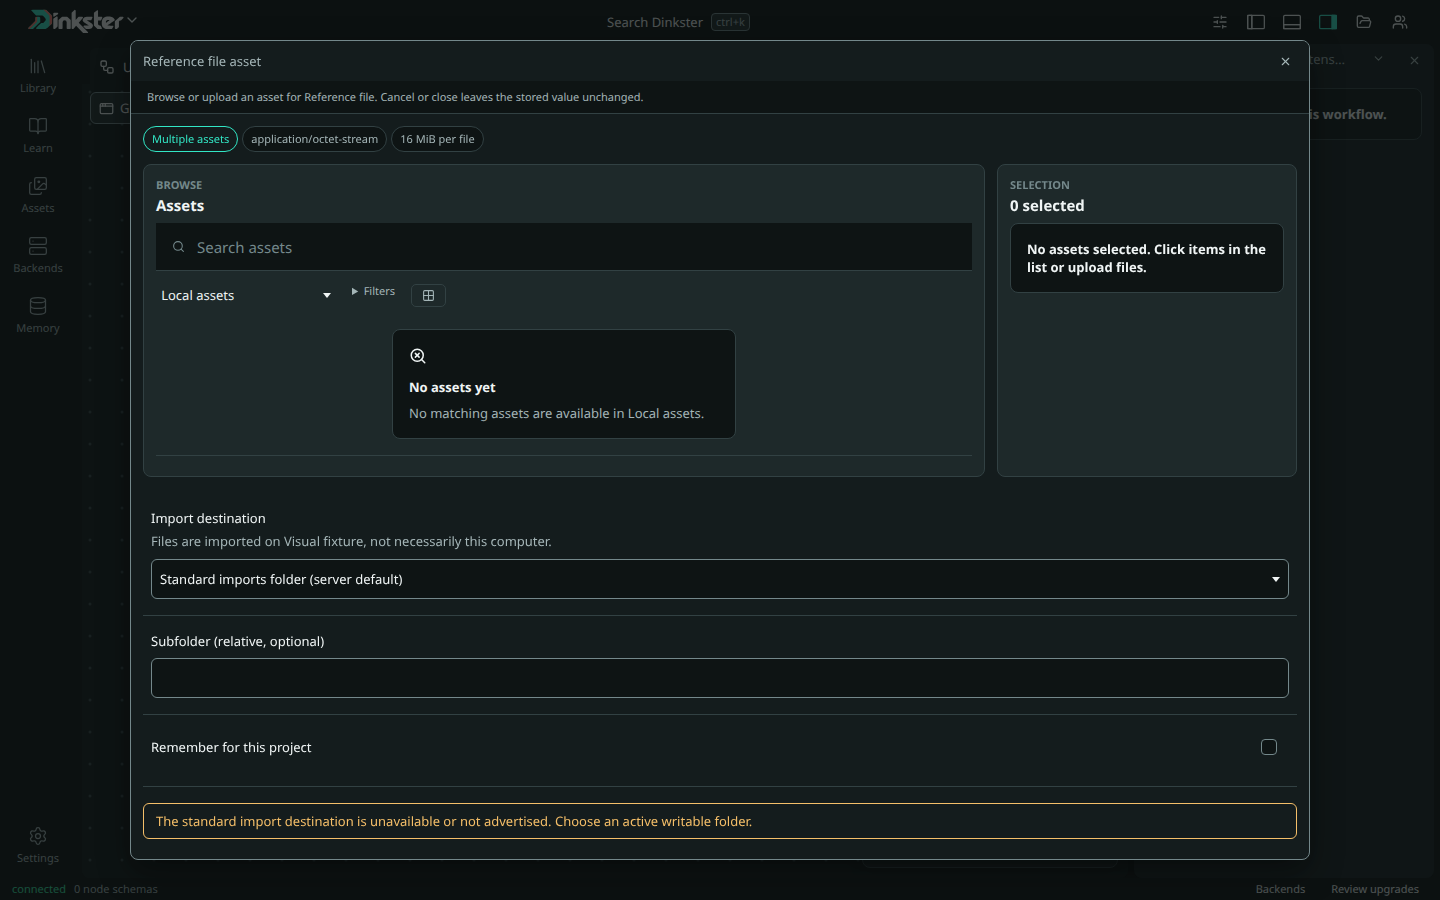 Dinkster
Search Dinkster ctrl+k
Library
Learn
Assets
Backends
Memory
Settings
Reference file asset
Browse or upload an asset for Reference file. Cancel or close leaves the stored value unchanged.
Multiple assets
application/octet-stream
16 MiB per file
BROWSE
Assets
Search assets
Local assets
Filters
No assets yet
No matching assets are available in Local assets.
SELECTION
0 selected
No assets selected. Click items in the
list or upload files.
Import destination
Files are imported on Visual fixture, not necessarily this computer.
Standard imports folder (server default)
Subfolder (relative, optional)
Remember for this project
The standard import destination is unavailable or not advertised. Choose an active writable folder.
is workflow.
connected 0 node schemas
Backends
Review upgrades